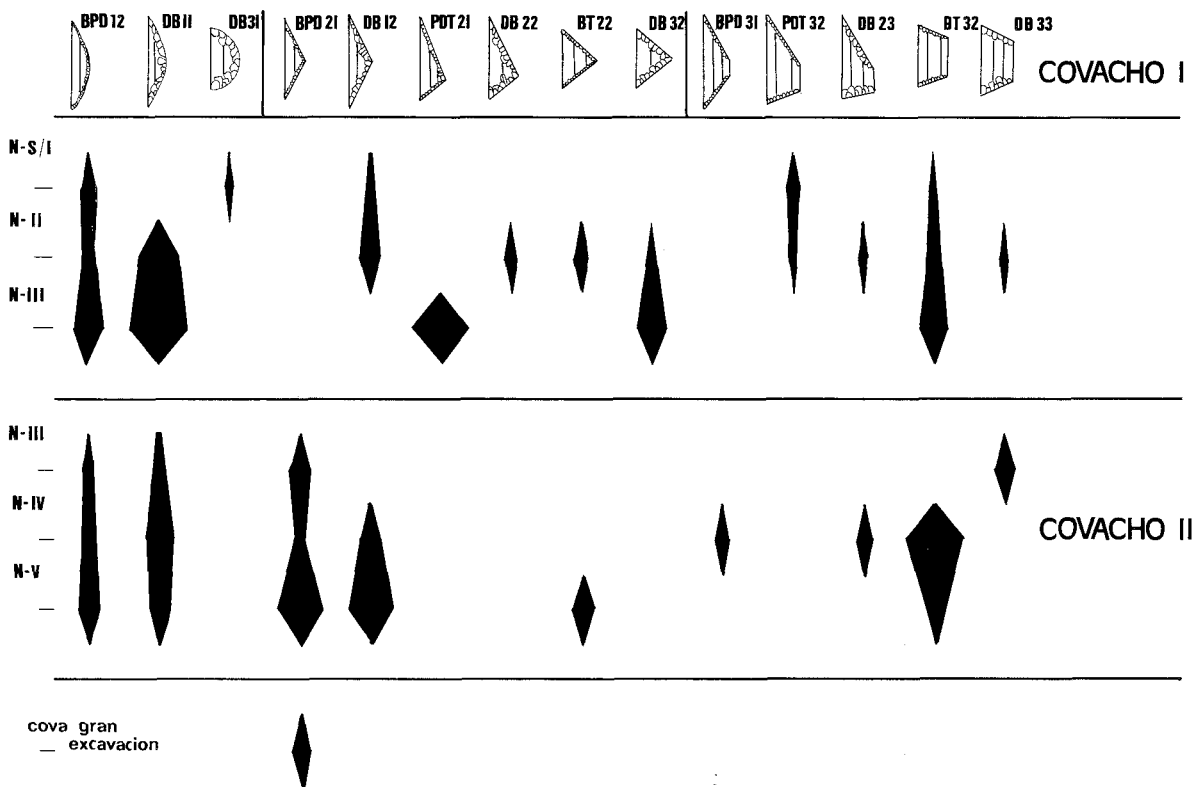 BPD 12 DB 11 DB 31 BPD 21 DB 12 PDT 21 DB 22 BT 22 DB 32 BPD 31 PDT 32 DB 23 BT 32 DB 33
COVACHO I
N-S/I
N-II
N-III
N-III
N-IV
COVACHO II
N-V
cova gran
excavacion